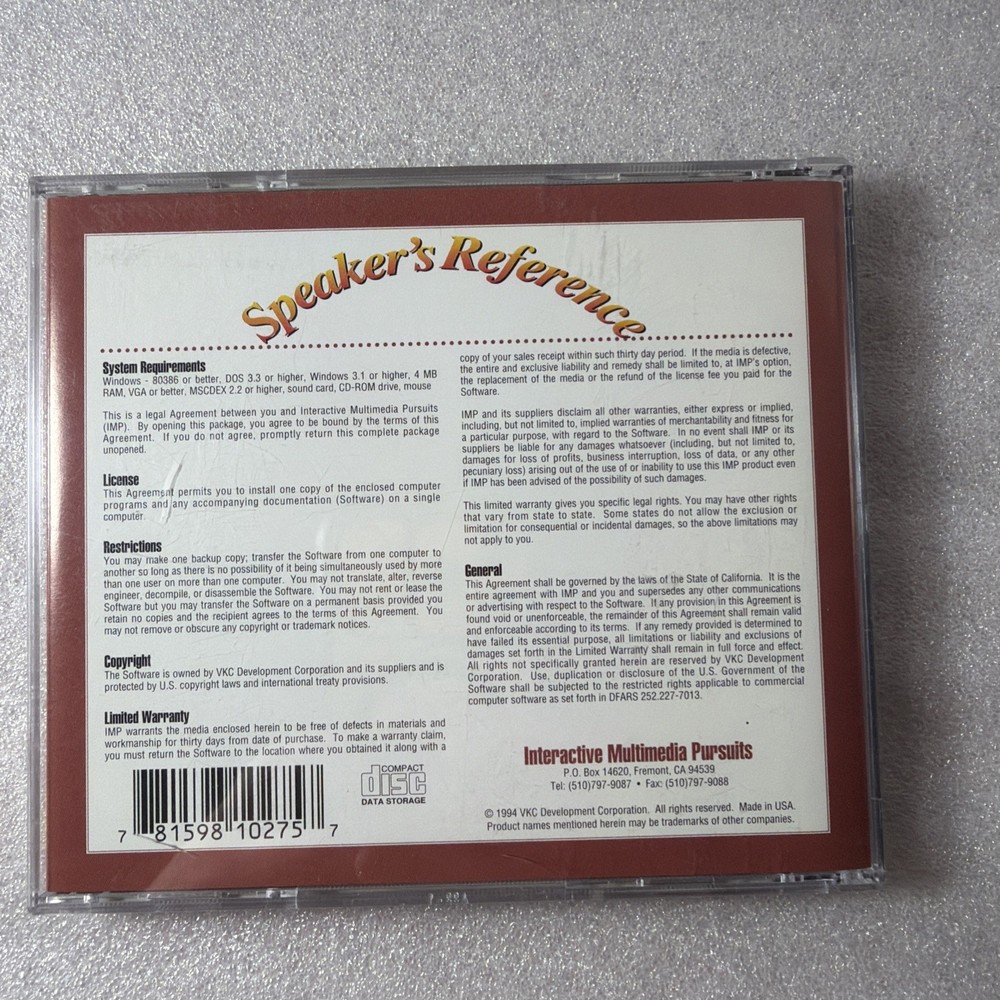 Speaker's Reference
System Requirements
Windows - 80386 or better, DOS 3.3 or higher, Windows 3.1 or higher, 4 MB
RAM, VGA or better, MSCDEX 2.2 or higher, sound card, CD-ROM drive, mouse
This is a legal Agreement between you and Interactive Multimedia Pursuits
(IMP). By opening this package, you agree to be bound by the terms of this
Agreement. If you do not agree, promptly return this complete package
unopened.
License
This Agreement permits you to install one copy of the enclosed computer
programs and any accompanying documentation (Software) on a single
computer.
Restrictions
You may make one backup copy; transfer the Software from one computer to
another so long as there is no possibility of it being simultaneously used by more
than one user on more than one computer. You may not translate, alter, reverse
engineer, decompile, or disassemble the Software. You may not rent or lease the
Software but you may transfer the Software on a permanent basis provided you
retain no copies and the recipient agrees to the terms of this Agreement. You
may not remove or obscure any copyright or trademark notices.
Copyright
The Software is owned by VKC Development Corporation and its suppliers and is
protected by U.S. copyright laws and international treaty provisions.
Limited Warranty
IMP warrants the media enclosed herein to be free of defects in materials and
workmanship for thirty days from date of purchase. To make a warranty claim,
you must return the Software to the location where you obtained it along with a
copy of your sales receipt within such thirty day period. If the media is defective,
the entire and exclusive liability and remedy shall be limited to, at IMP's option,
the replacement of the media or the refund of the license fee you paid for the
Software.
IMP and its suppliers disclaim all other warranties, either express or implied,
including, but not limited to, implied warranties of merchantability and fitness for
a particular purpose, with regard to the Software. In no event shall IMP or its
suppliers be liable for any damages whatsoever (including, but not limited to,
damages for loss of profits, business interruption, loss of data, or any other
pecuniary loss) arising out of the use of or inability to use this IMP product even
if IMP has been advised of the possibility of such damages.
This limited warranty gives you specific legal rights. You may have other rights
that vary from state to state. Some states do not allow the exclusion or
limitation for consequential or incidental damages, so the above limitations may
not apply to you.
General
This Agreement shall be governed by the laws of the State of California. It is the
entire agreement with IMP and you and supersedes any other communications
or advertising with respect to the Software. If any provision in this Agreement is
found void or unenforceable, the remainder of this Agreement shall remain valid
and enforceable according to its terms. If any remedy provided is determined to
have failed its essential purpose, all limitations or liability and exclusions of
damages set forth in the Limited Warranty shall remain in full force and effect.
All rights not specifically granted herein are reserved by VKC Development
Corporation. Use, duplication or disclosure of the U.S. Government of the
Software shall be subjected to the restricted rights applicable to commercial
computer software as set forth in DFARS 252.227-7013.
7 81598 10275 7
COMPACT
disc
DATA STORAGE
Interactive Multimedia Pursuits
P.O. Box 14620, Fremont, CA 94539
Tel: (510)797-9087 • Fax: (510)797-9088
© 1994 VKC Development Corporation. All rights reserved. Made in USA.
Product names mentioned herein may be trademarks of other companies.